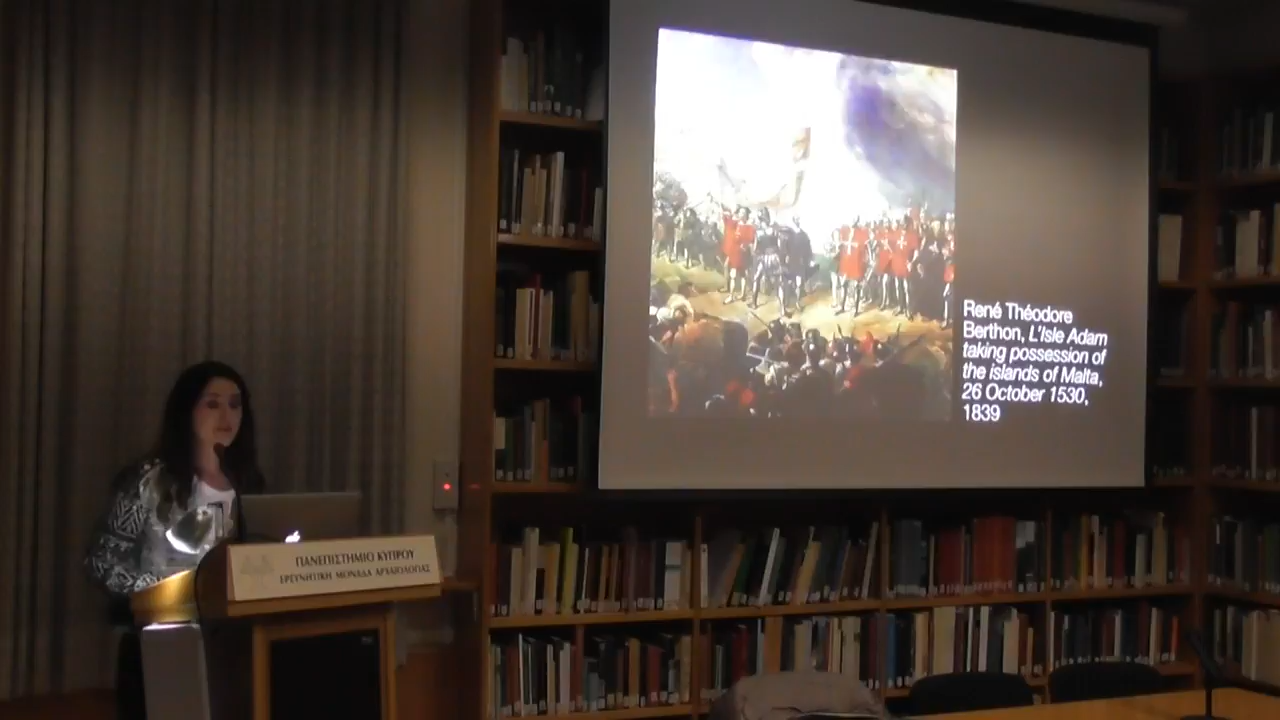 René Théodore
Berthon, L'Isle Adam
taking possession of
the islands of Malta,
26 October 1530,
1839
ΠΑΝΕΠΙΣΤΗΜΙΟ ΚΥΠΡΟΥ
ΕΡΕΥΝΗΤΙΚΗ ΜΟΝΑΔΑ ΑΡΧΑΙΟΛΟΓΙΑΣ